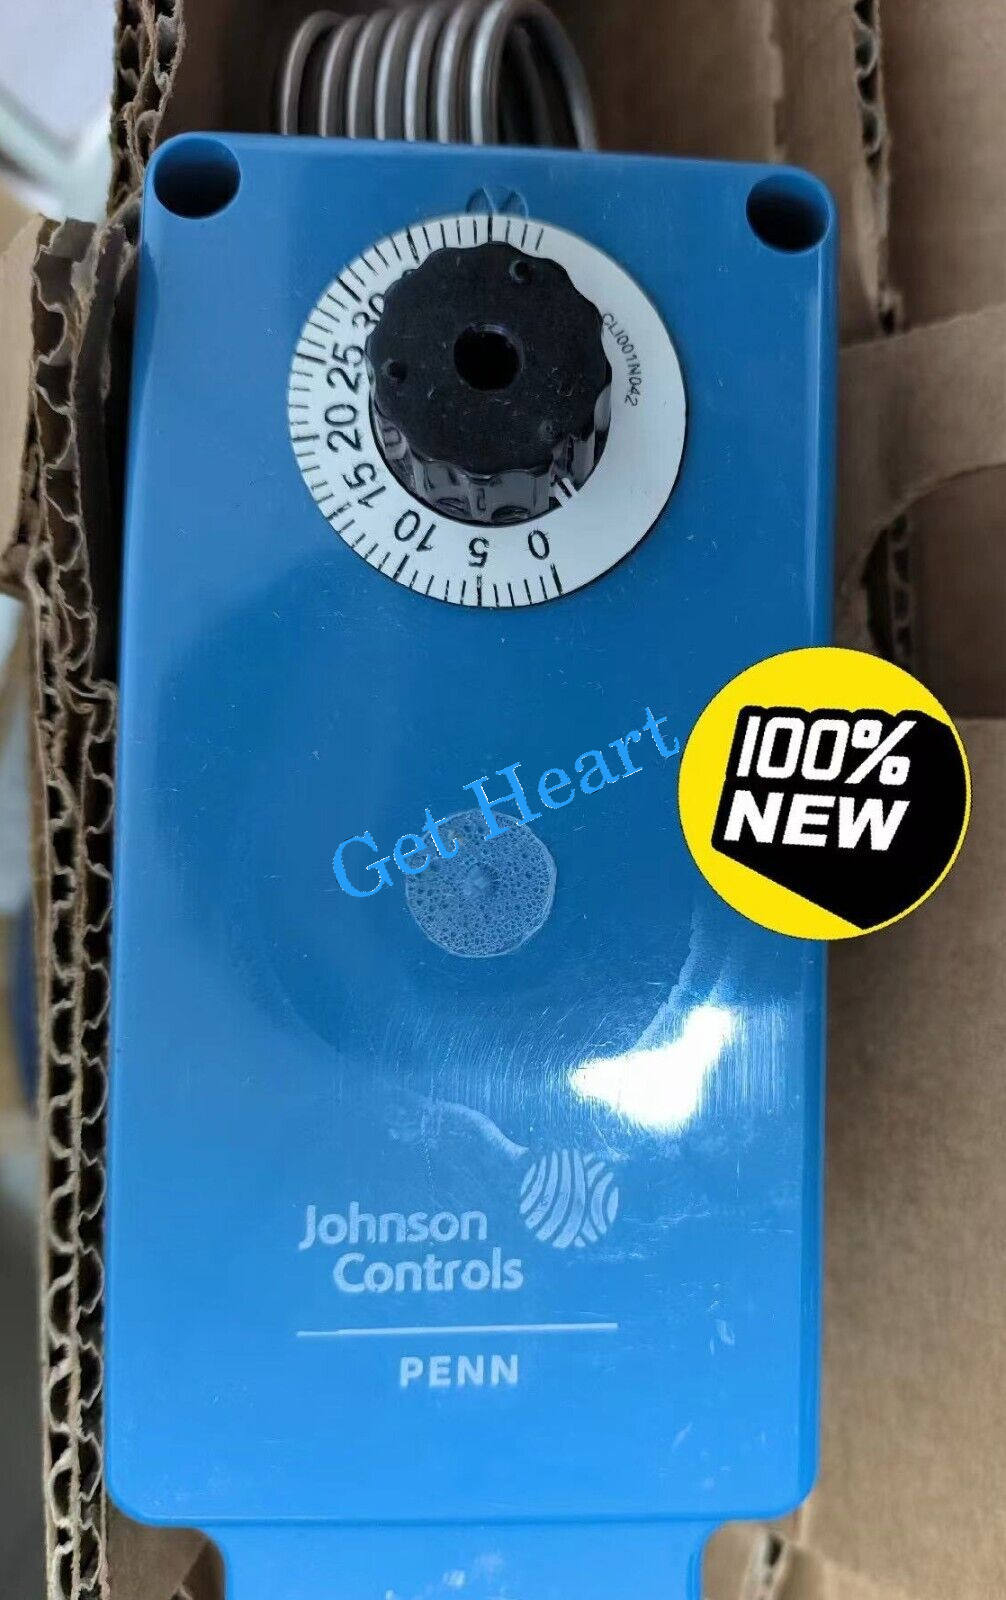 30
25
20
15
10
5
0
CLI001N042
Get Heart
100%
NEW
Johnson
Controls
PENN